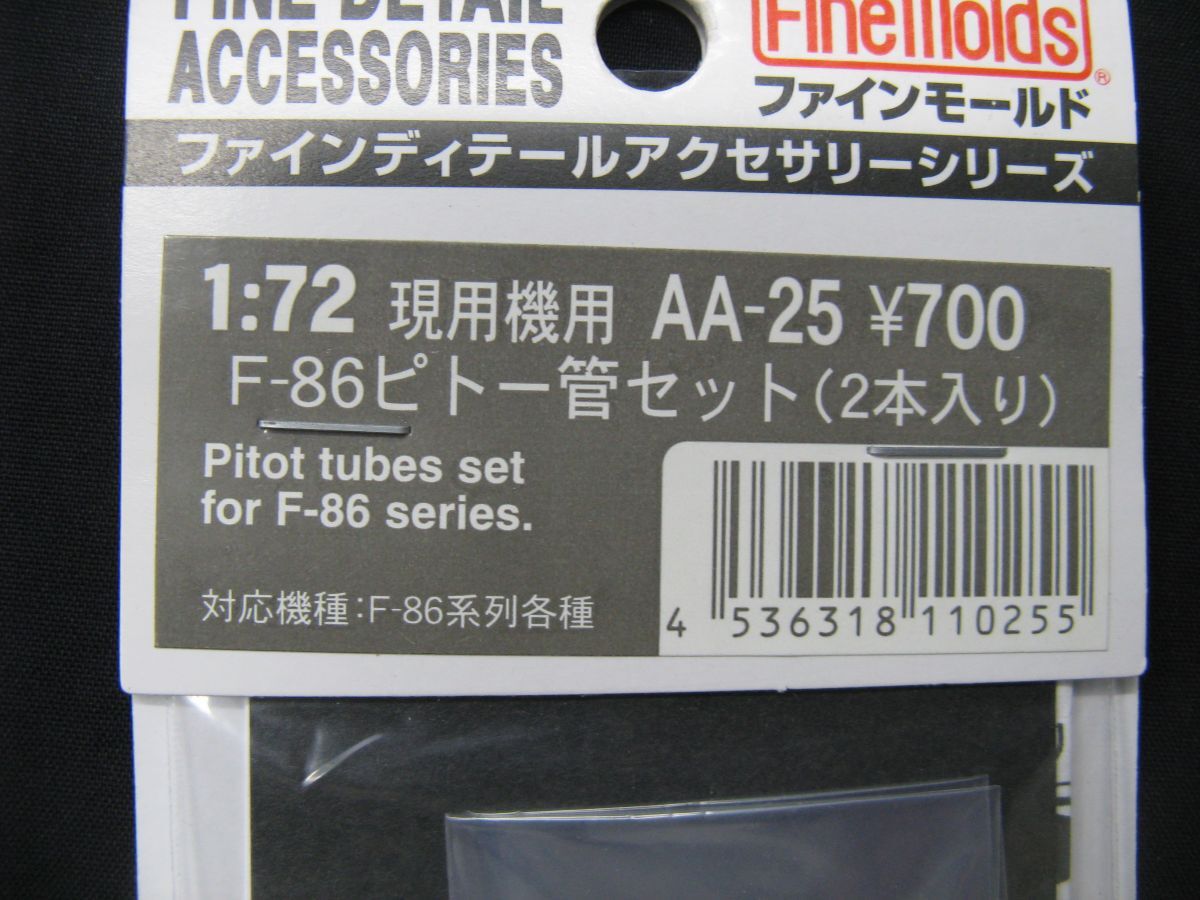 FINE DETAIL
ACCESSORIES
FineMolds
®
ファインモールド
ファインディテールアクセサリーシリーズ
1:72 現用機用 AA-25 ¥700
F-86ピトー管セット(2本入り)
Pitot tubes set
for F-86 series.
対応機種:F-86系列各種
4 536318 110255